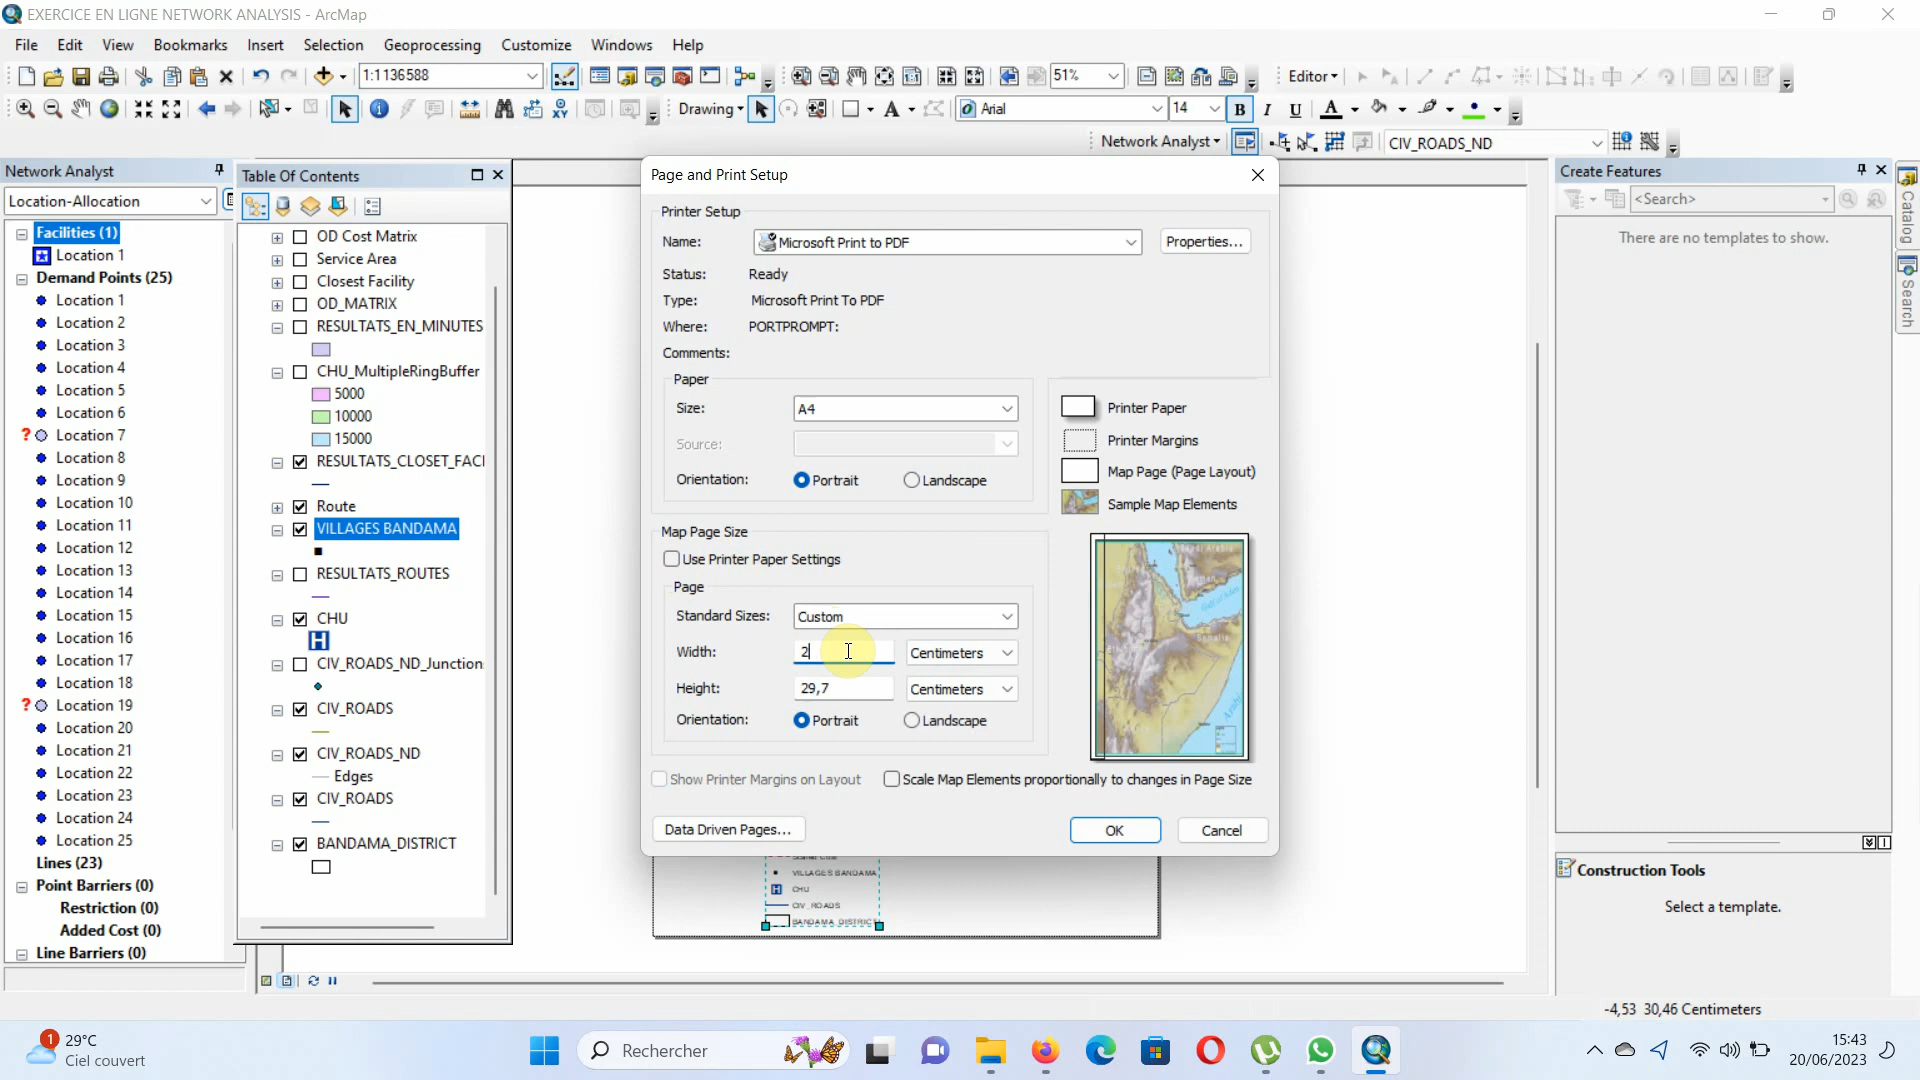 EXERCICE EN LIGNE NETWORK ANALYSIS - ArcMap
File Edit View Bookmarks Insert Selection Geoprocessing Customize Windows Help
1:1136588
51%
Editor
Drawing
Arial
14
B I U A
Network Analyst
CIV_ROADS_ND
Network Analyst
Location-Allocation
Facilities (1)
Location 1
Demand Points (25)
Location 1
Location 2
Location 3
Location 4
Location 5
Location 6
? Location 7
Location 8
Location 9
Location 10
Location 11
Location 12
Location 13
Location 14
Location 15
Location 16
Location 17
Location 18
? Location 19
Location 20
Location 21
Location 22
Location 23
Location 24
Location 25
Lines (23)
Point Barriers (0)
Restriction (0)
Added Cost (0)
Line Barriers (0)
Table Of Contents
OD Cost Matrix
Service Area
Closest Facility
OD_MATRIX
RESULTATS_EN_MINUTES
CHU_MultipleRingBuffer
5000
10000
15000
RESULTATS_CLOSET_FACI
Route
VILLAGES BANDAMA
RESULTATS_ROUTES
CHU
H
CIV_ROADS_ND_Junction
CIV_ROADS
CIV_ROADS_ND
Edges
CIV_ROADS
BANDAMA_DISTRICT
Page and Print Setup
Printer Setup
Name: Microsoft Print to PDF Properties...
Status: Ready
Type: Microsoft Print To PDF
Where: PORTPROMPT:
Comments:
Paper
Size: A4
Source:
Orientation: Portrait Landscape
Printer Paper
Printer Margins
Map Page (Page Layout)
Sample Map Elements
Map Page Size
Use Printer Paper Settings
Page
Standard Sizes: Custom
Width: 2 Centimeters
Height: 29,7 Centimeters
Orientation: Portrait Landscape
Show Printer Margins on Layout Scale Map Elements proportionally to changes in Page Size
Data Driven Pages... OK Cancel
VILLAGES BANDAMA
H CHU
CIV_ROADS
BANDAMA_DISTRICT
Create Features
<Search>
There are no templates to show.
Construction Tools
Select a template.
Catalog
Search
-4,53 30,46 Centimeters
1
29°C
Ciel couvert
Rechercher
15:43
20/06/2023